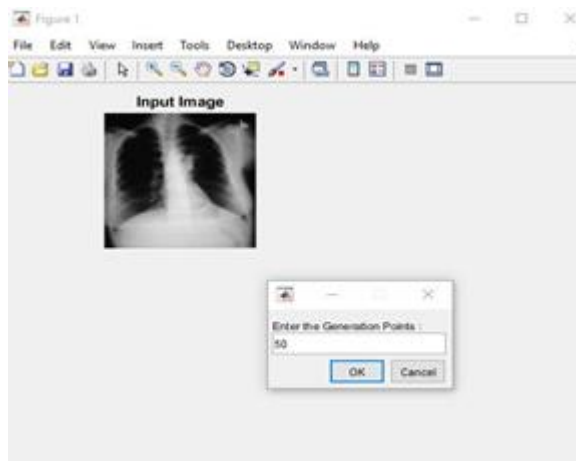 Figure 1
File Edit View Insert Tools Desktop Window Help
Input Image
Enter the Generation Points :
50
OK Cancel